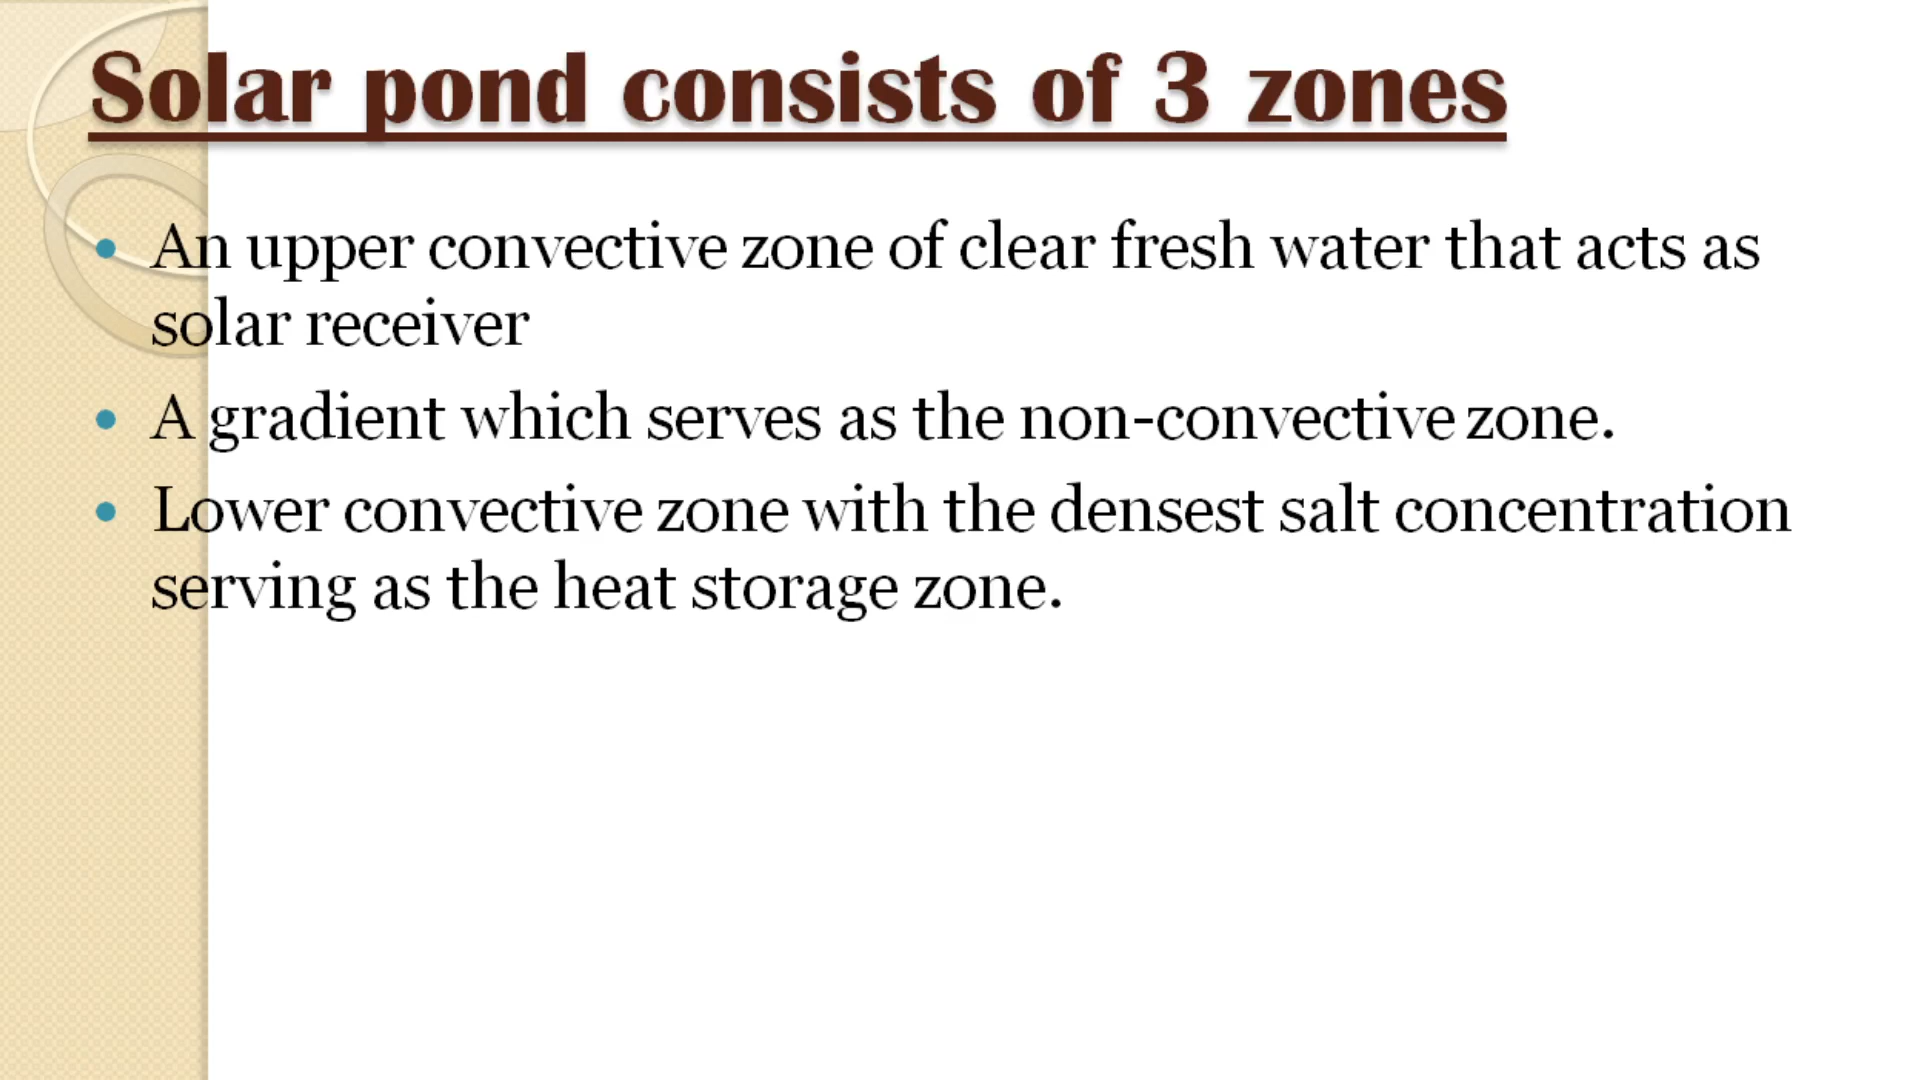 Solar pond consists of 3 zones
• An upper convective zone of clear fresh water that acts as
solar receiver
• A gradient which serves as the non-convective zone.
• Lower convective zone with the densest salt concentration
serving as the heat storage zone.